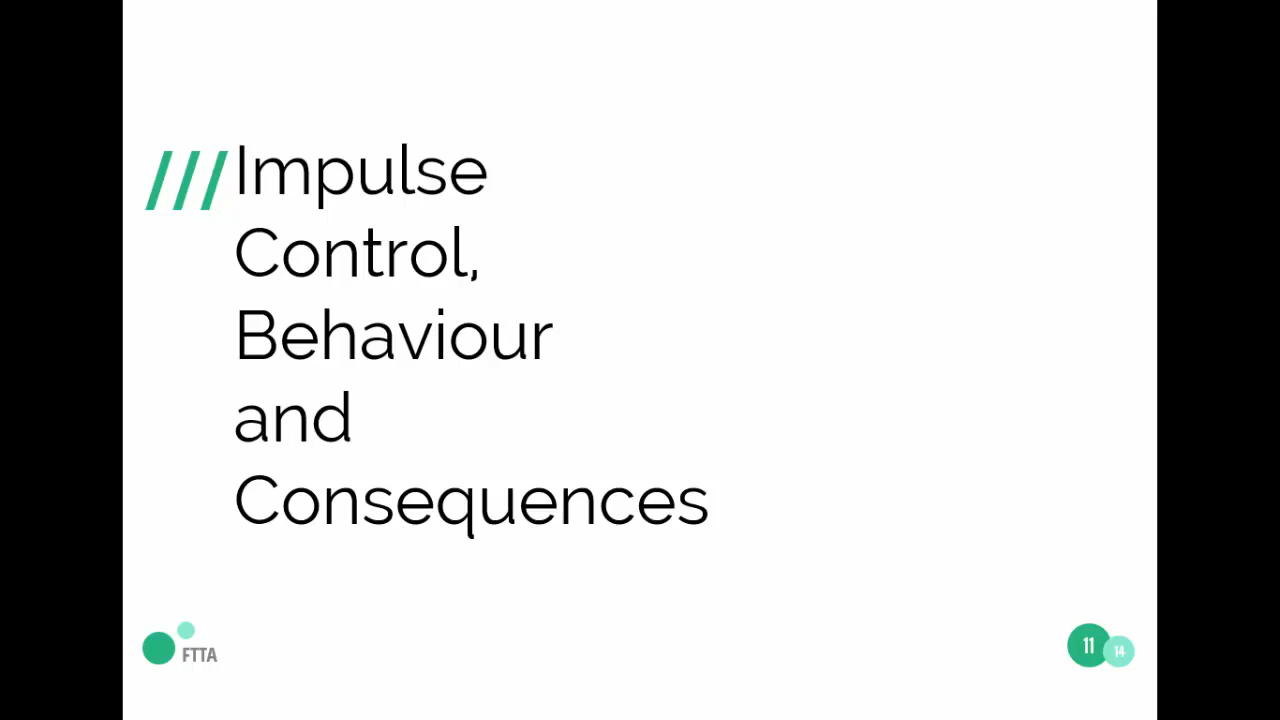 ///Impulse
Control,
Behaviour
and
Consequences
FTTA
11
14